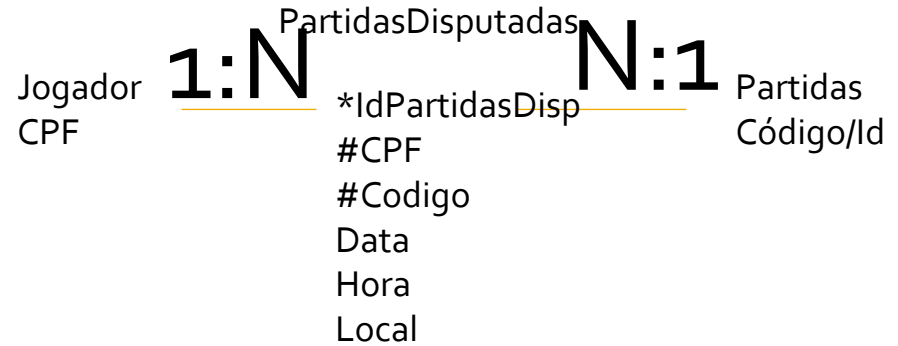 PartidasDisputadas
Jogador
CPF
1:N
*IdPartidasDisp
#CPF
#Codigo
Data
Hora
Local
N:1
Partidas
Código/Id